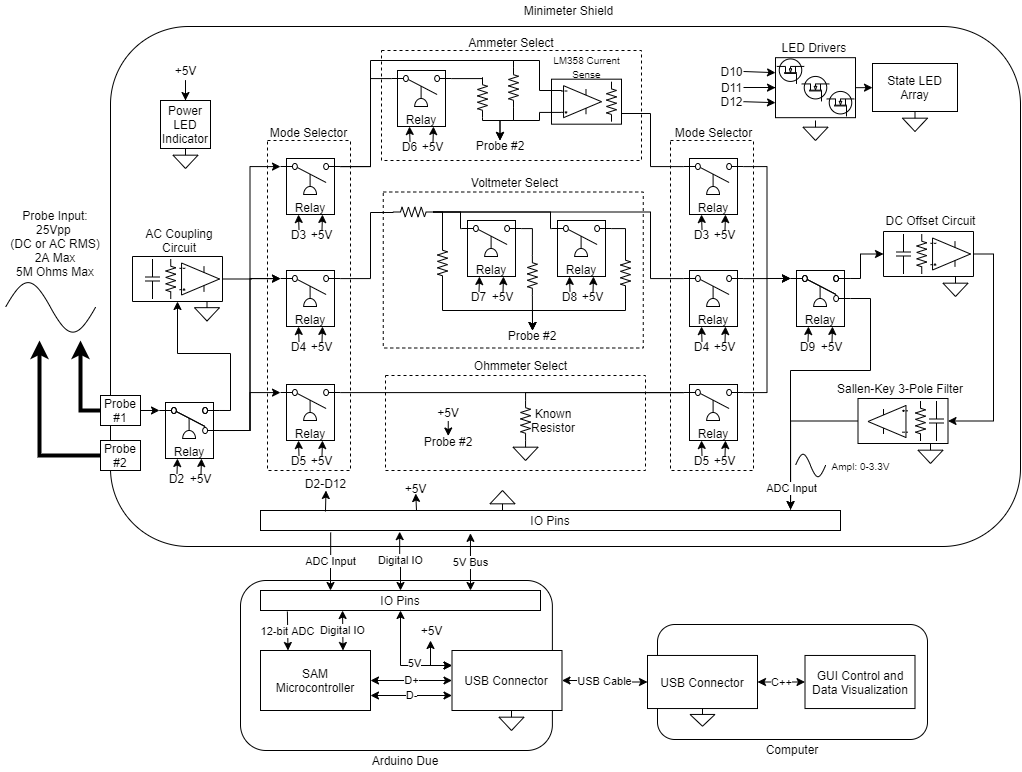 Minimeter Shield
Ammeter Select
LM358 Current
Sense
LED Drivers
+5V
D10
D11
D12
State LED
Array
Power
LED
Indicator
Relay
D6 +5V
Probe #2
Mode Selector
Mode Selector
Relay
D3 +5V
Relay
D3 +5V
Voltmeter Select
Probe Input:
25Vpp
(DC or AC RMS)
2A Max
5M Ohms Max
AC Coupling
Circuit
DC Offset Circuit
Relay
D7 +5V
Relay
D8 +5V
Probe #2
Relay
D4 +5V
Relay
D4 +5V
Relay
D9 +5V
Ohmmeter Select
Sallen-Key 3-Pole Filter
Probe
#1
Probe
#2
Relay
D2 +5V
Relay
D5 +5V
+5V
Probe #2
Known
Resistor
Relay
D5 +5V
Ampl: 0-3.3V
D2-D12
+5V
ADC Input
IO Pins
ADC Input
Digital IO
5V Bus
IO Pins
12-bit ADC
Digital IO
+5V
5V
D+
D-
SAM
Microcontroller
USB Connector
USB Cable
USB Connector
C++
GUI Control and
Data Visualization
Arduino Due
Computer